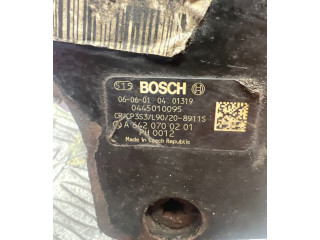 BOSCH
06-06-01 04 01319
0445010095
CR/CP3S3/L90/20-8911S
A 642 070 02 01
PH 0012
Made in Czech Republic